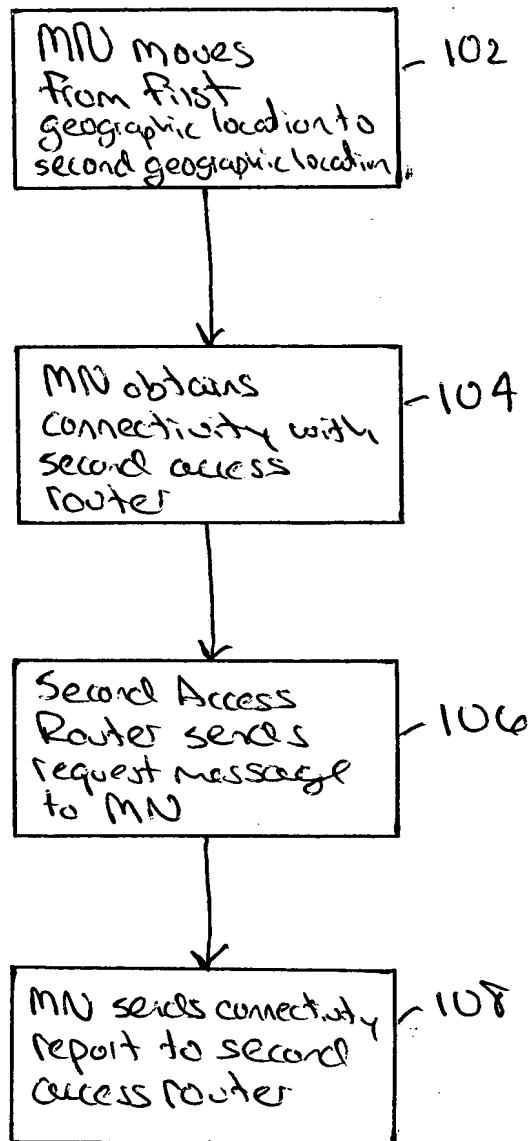 MN moves
from first
geographic location to
second geographic location
102
MN obtains
connectivity with
second access
router
104
Second Access
Router sends
request message
to MN
106
MN sends connectivity
report to second
access router
108